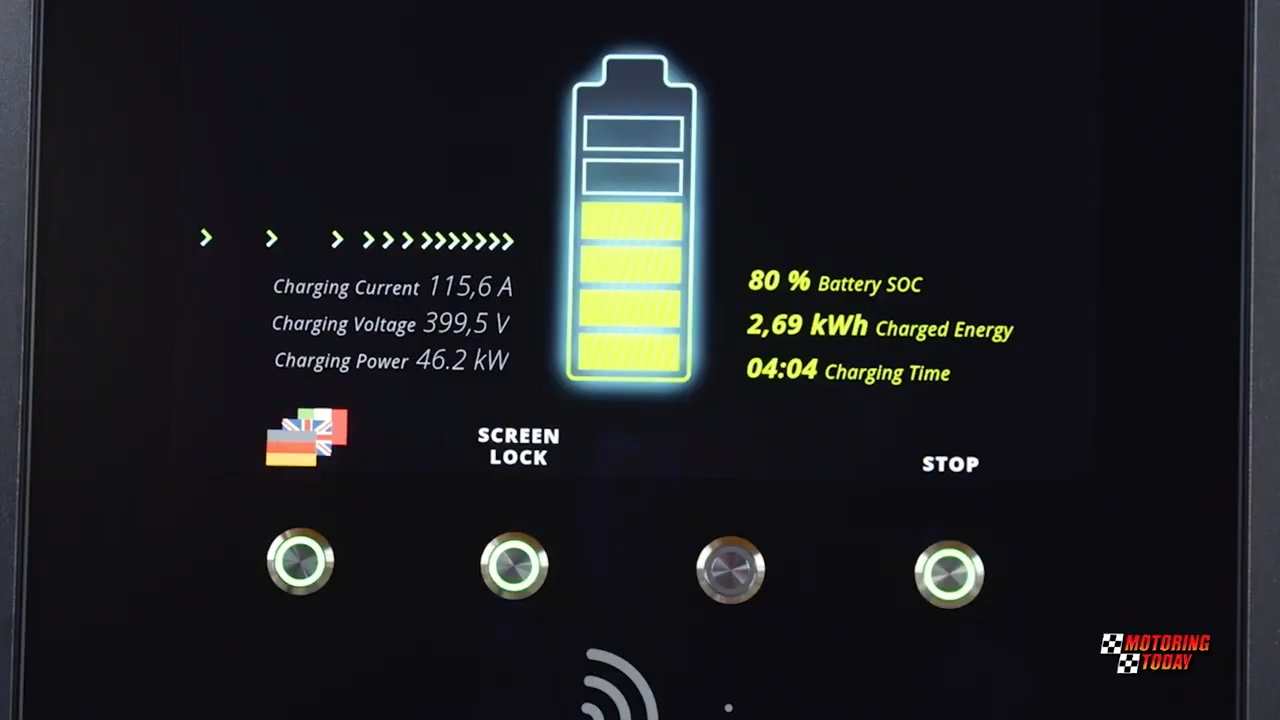 Charging Current 115,6 A
Charging Voltage 399,5 V
Charging Power 46.2 kW
80 % Battery SOC
2,69 kWh Charged Energy
04:04 Charging Time
SCREEN
LOCK
STOP
MOTORING
TODAY